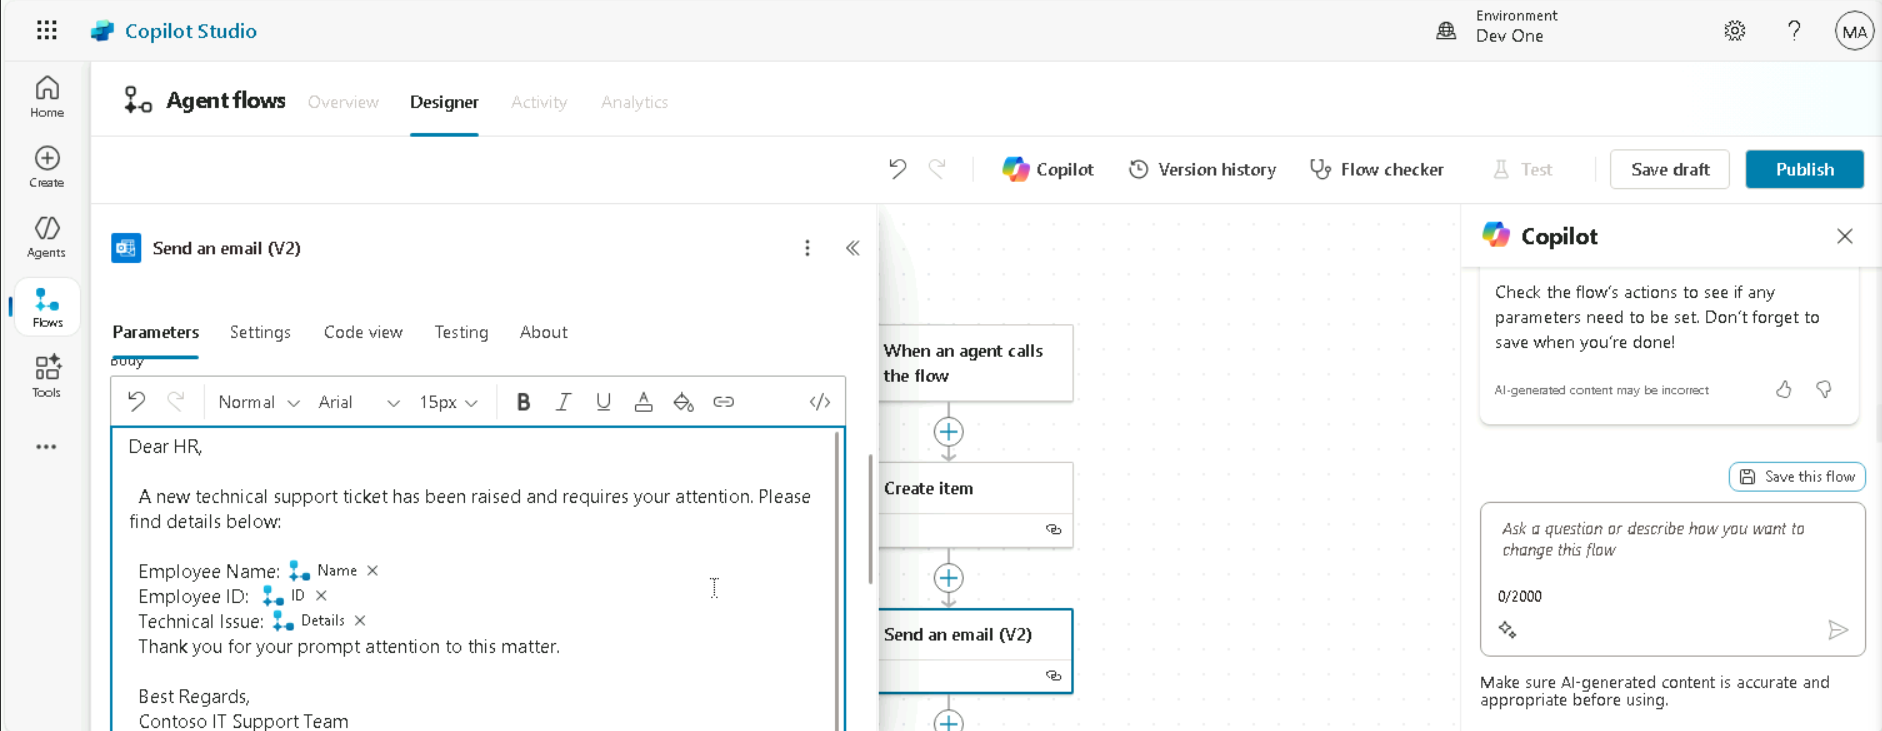 Copilot Studio
Environment
Dev One
MA
Home
Create
Agents
Flows
Tools
Agent flows
Overview
Designer
Activity
Analytics
Copilot
Version history
Flow checker
Test
Save draft
Publish
Send an email (V2)
Parameters
Settings
Code view
Testing
About
Body
Normal
Arial
15px
B
I
U
A
</>
Dear HR,
A new technical support ticket has been raised and requires your attention. Please
find details below:
Employee Name: Name ×
Employee ID: ID ×
Technical Issue: Details ×
Thank you for your prompt attention to this matter.
Best Regards,
Contoso IT Support Team
When an agent calls
the flow
Create item
Send an email (V2)
Copilot
Check the flow's actions to see if any
parameters need to be set. Don't forget to
save when you're done!
AI-generated content may be incorrect
Save this flow
Ask a question or describe how you want to
change this flow
0/2000
Make sure AI-generated content is accurate and
appropriate before using.